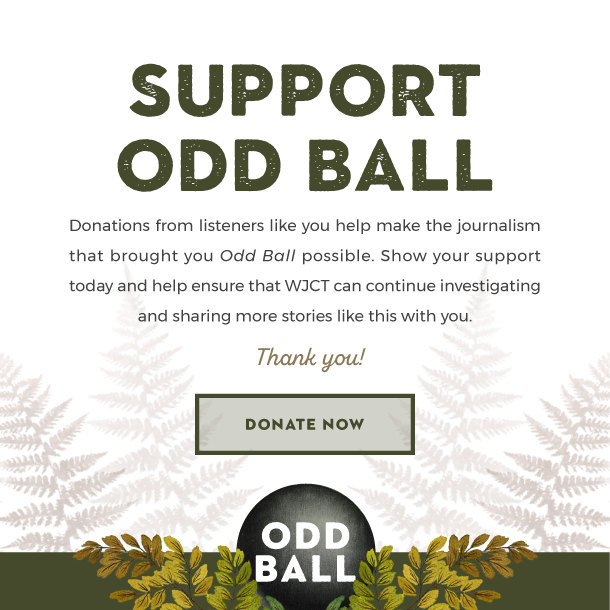 SUPPORT
ODD BALL
Donations from listeners like you help make the journalism
that brought you Odd Ball possible. Show your support
today and help ensure that WJCT can continue investigating
and sharing more stories like this with you.
Thank you!
DONATE NOW
ODD
BALL